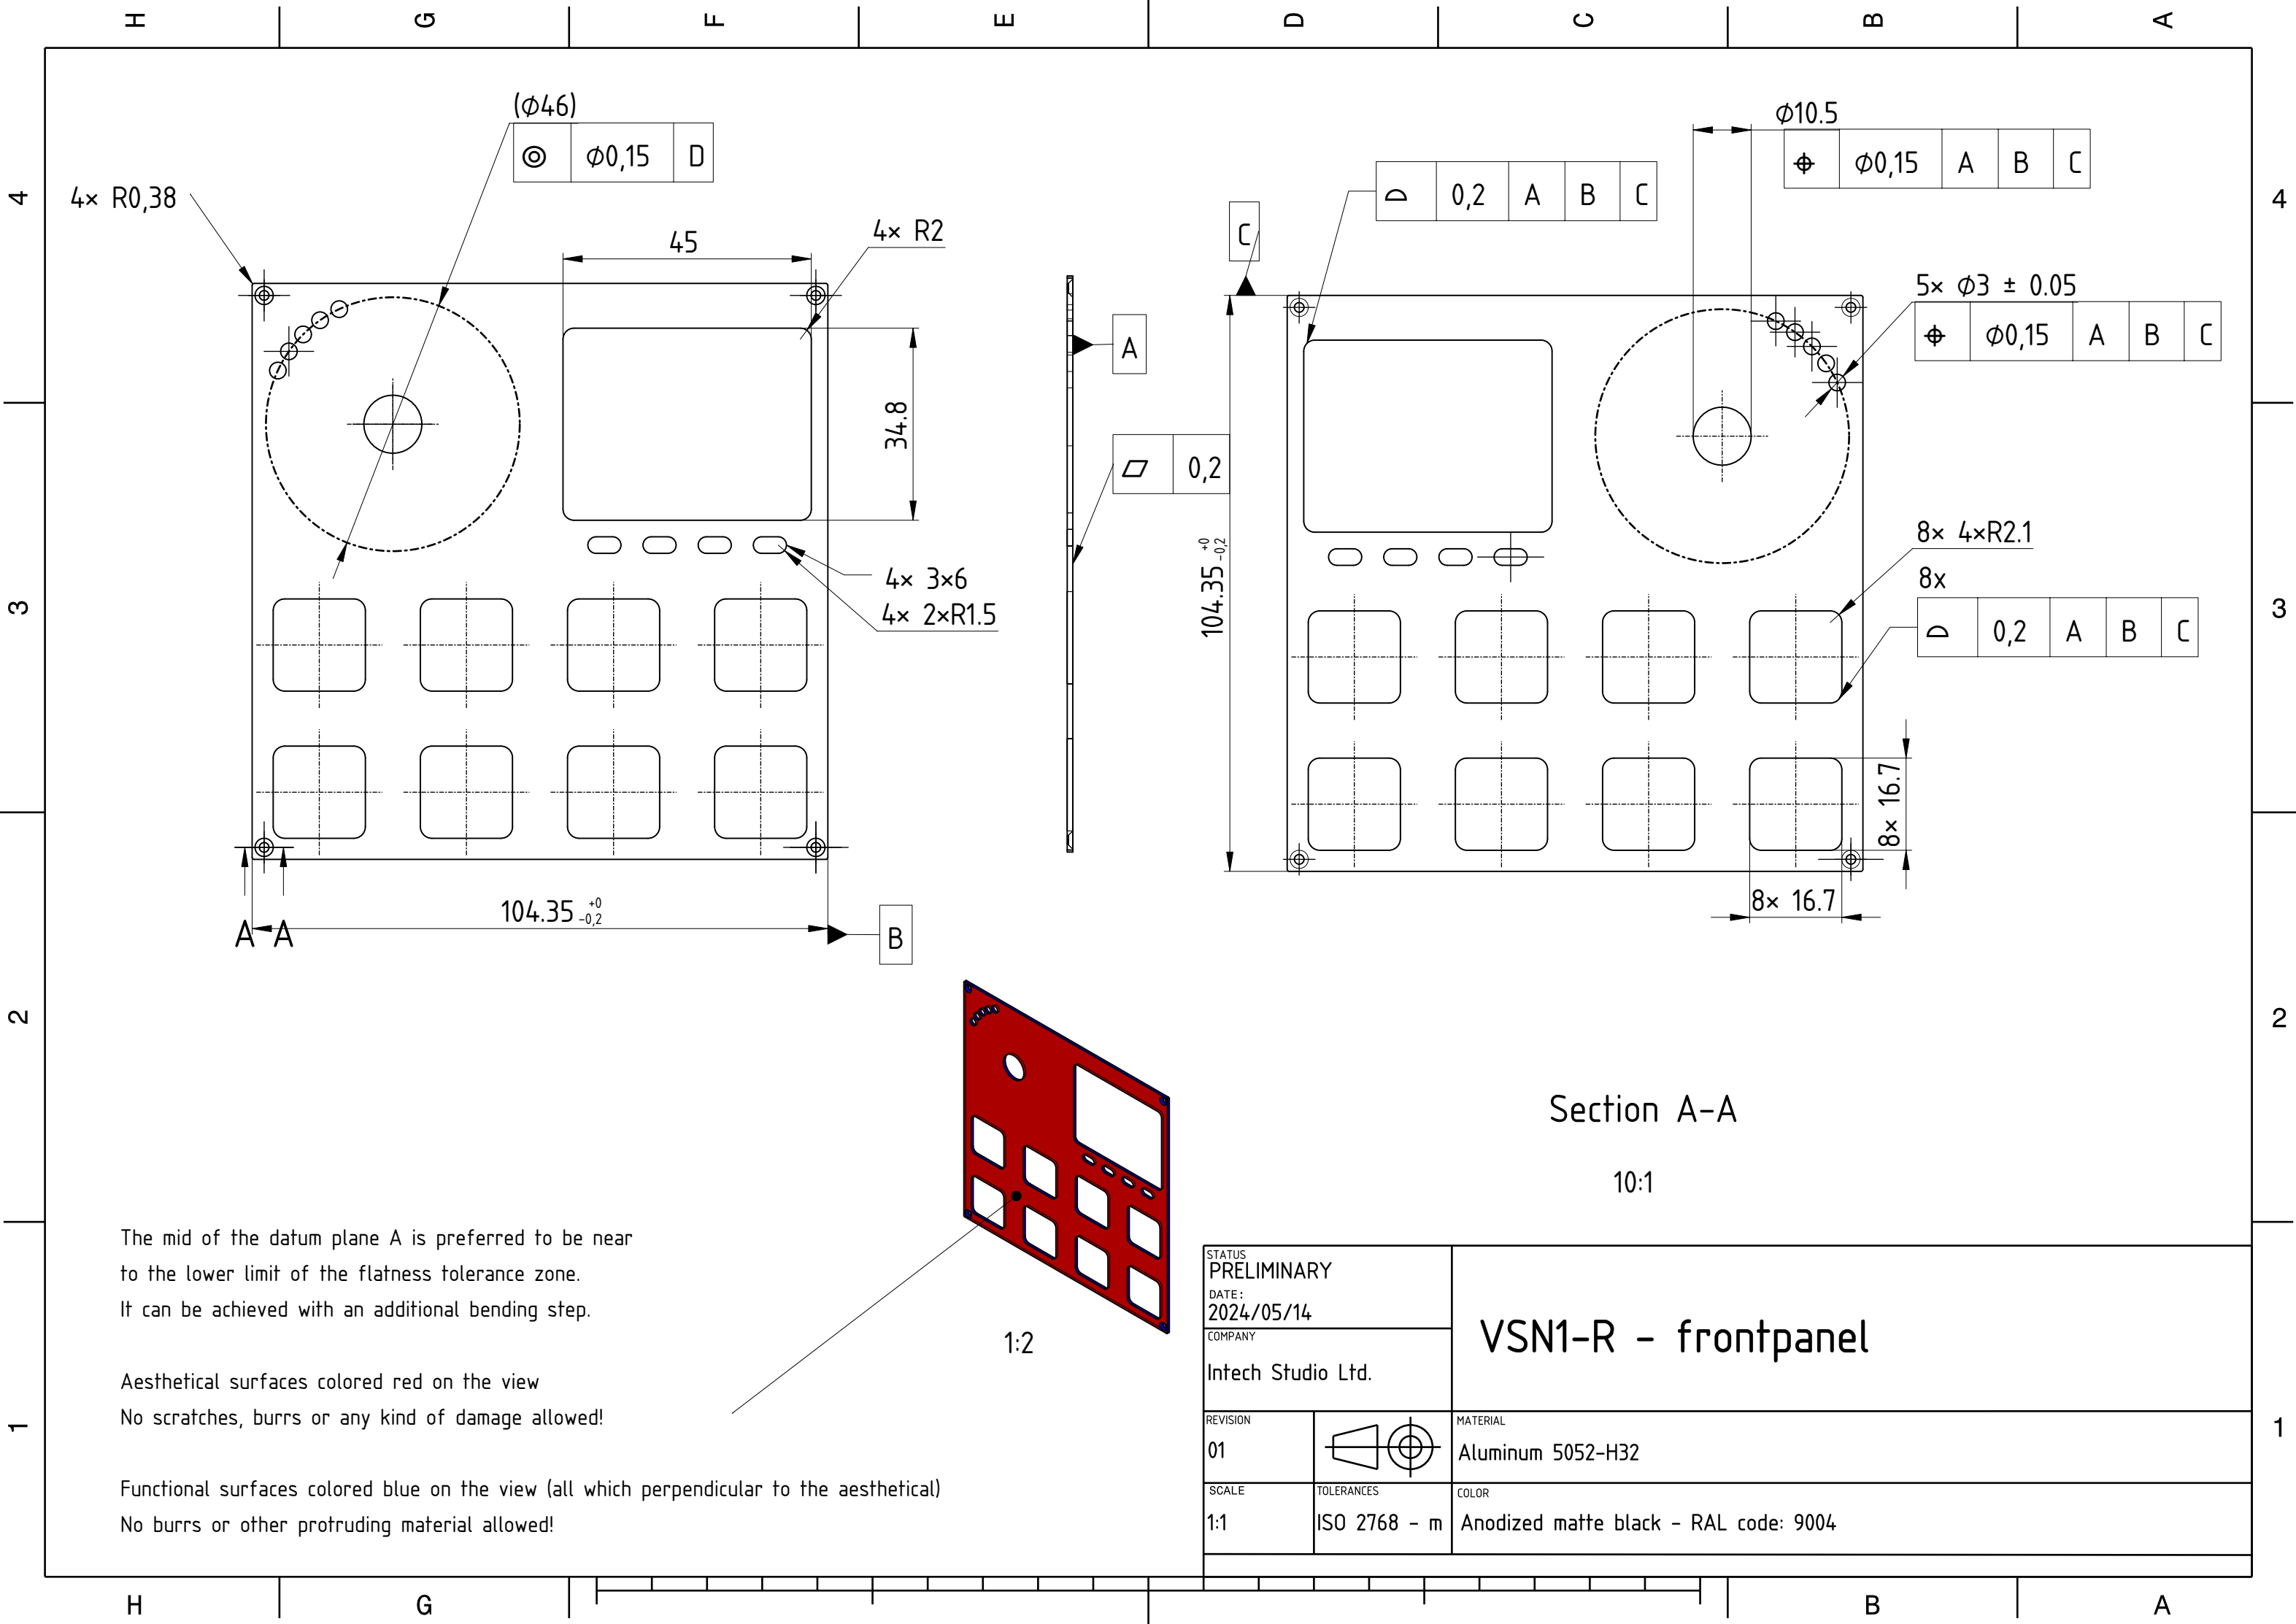 H G F E D C B A
(⌀46)
◎ ⌀0,15 D
4× R0,38
45
4× R2
34.8
4× 3×6
4× 2×R1.5
104.35 +0 -0,2
B
A A
A
⏥ 0,2
C
⌓ 0,2 A B C
⌀10.5
⌖ ⌀0,15 A B C
5× ⌀3 ± 0.05
⌖ ⌀0,15 A B C
104.35 +0 -0,2
8× 4×R2.1
8x
⌓ 0,2 A B C
8× 16.7
8× 16.7
4 4
3 3
2 2
1 1
Section A-A
10:1
1:2
The mid of the datum plane A is preferred to be near
to the lower limit of the flatness tolerance zone.
It can be achieved with an additional bending step.
Aesthetical surfaces colored red on the view
No scratches, burrs or any kind of damage allowed!
Functional surfaces colored blue on the view (all which perpendicular to the aesthetical)
No burrs or other protruding material allowed!
STATUS
PRELIMINARY
DATE:
2024/05/14
COMPANY
Intech Studio Ltd.
VSN1-R - frontpanel
REVISION
01
MATERIAL
Aluminum 5052-H32
SCALE
1:1
TOLERANCES
ISO 2768 - m
COLOR
Anodized matte black - RAL code: 9004
H G B A